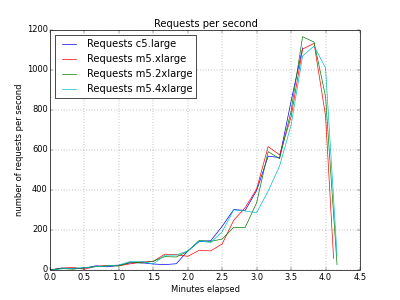 Requests per second
1200
1000
800
600
400
200
0
number of requests per second
Requests c5.large
Requests m5.xlarge
Requests m5.2xlarge
Requests m5.4xlarge
0.0 0.5 1.0 1.5 2.0 2.5 3.0 3.5 4.0 4.5
Minutes elapsed